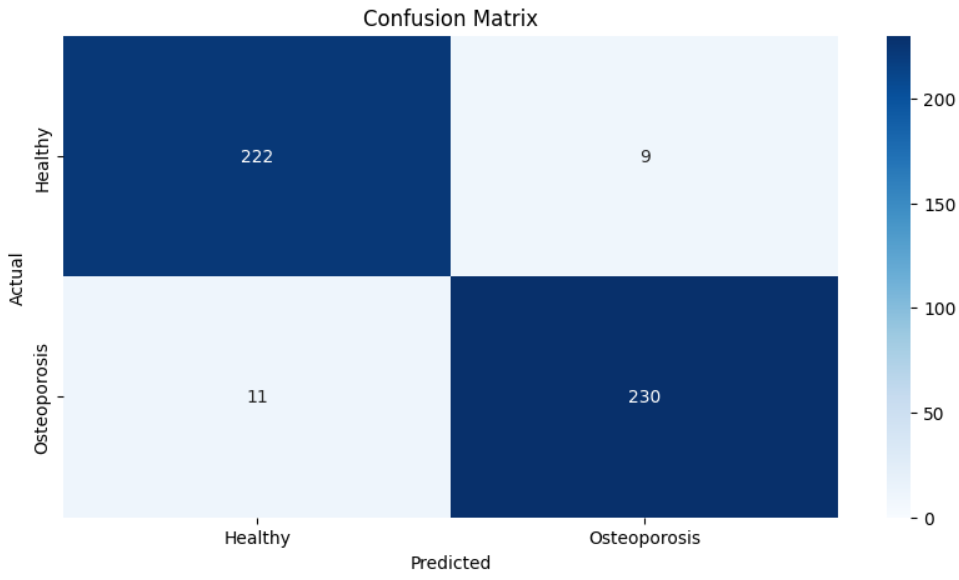 Confusion Matrix
Healthy
222
9
200
150
100
50
0
Actual
Osteoporosis
11
230
Healthy
Osteoporosis
Predicted